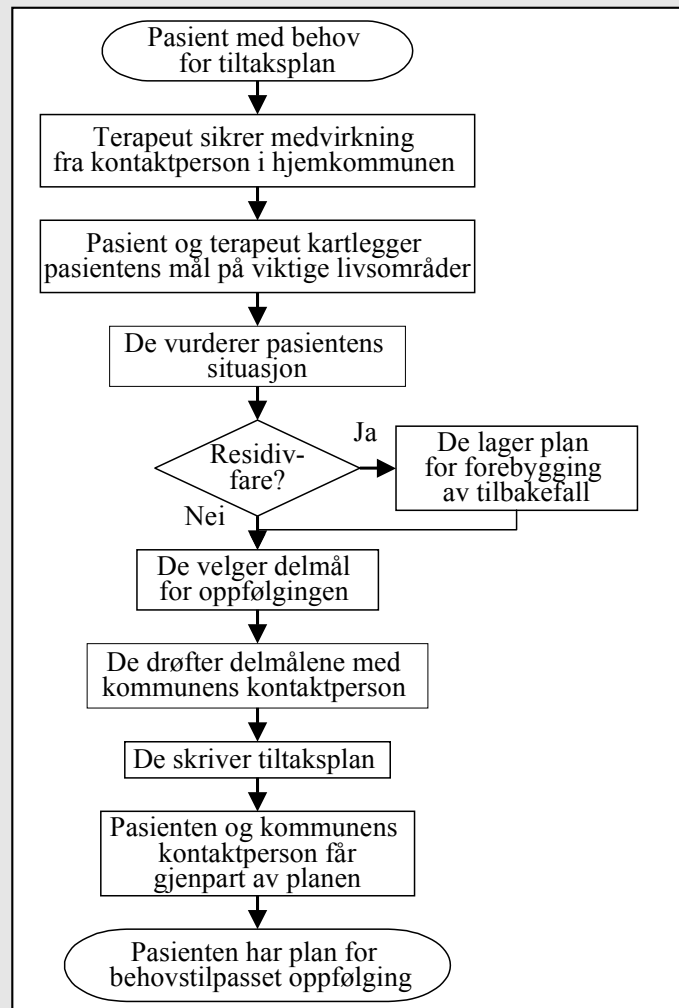 Pasient med behov
for tiltaksplan
Terapeut sikrer medvirkning
fra kontaktperson i hjemkommunen
Pasient og terapeut kartlegger
pasientens mål på viktige livsområder
De vurderer pasientens
situasjon
Residiv-
fare?
Ja
De lager plan
for forebygging
av tilbakefall
Nei
De velger delmål
for oppfølgingen
De drøfter delmålene med
kommunens kontaktperson
De skriver tiltaksplan
Pasienten og kommunens
kontaktperson får
gjenpart av planen
Pasienten har plan for
behovstilpasset oppfølging